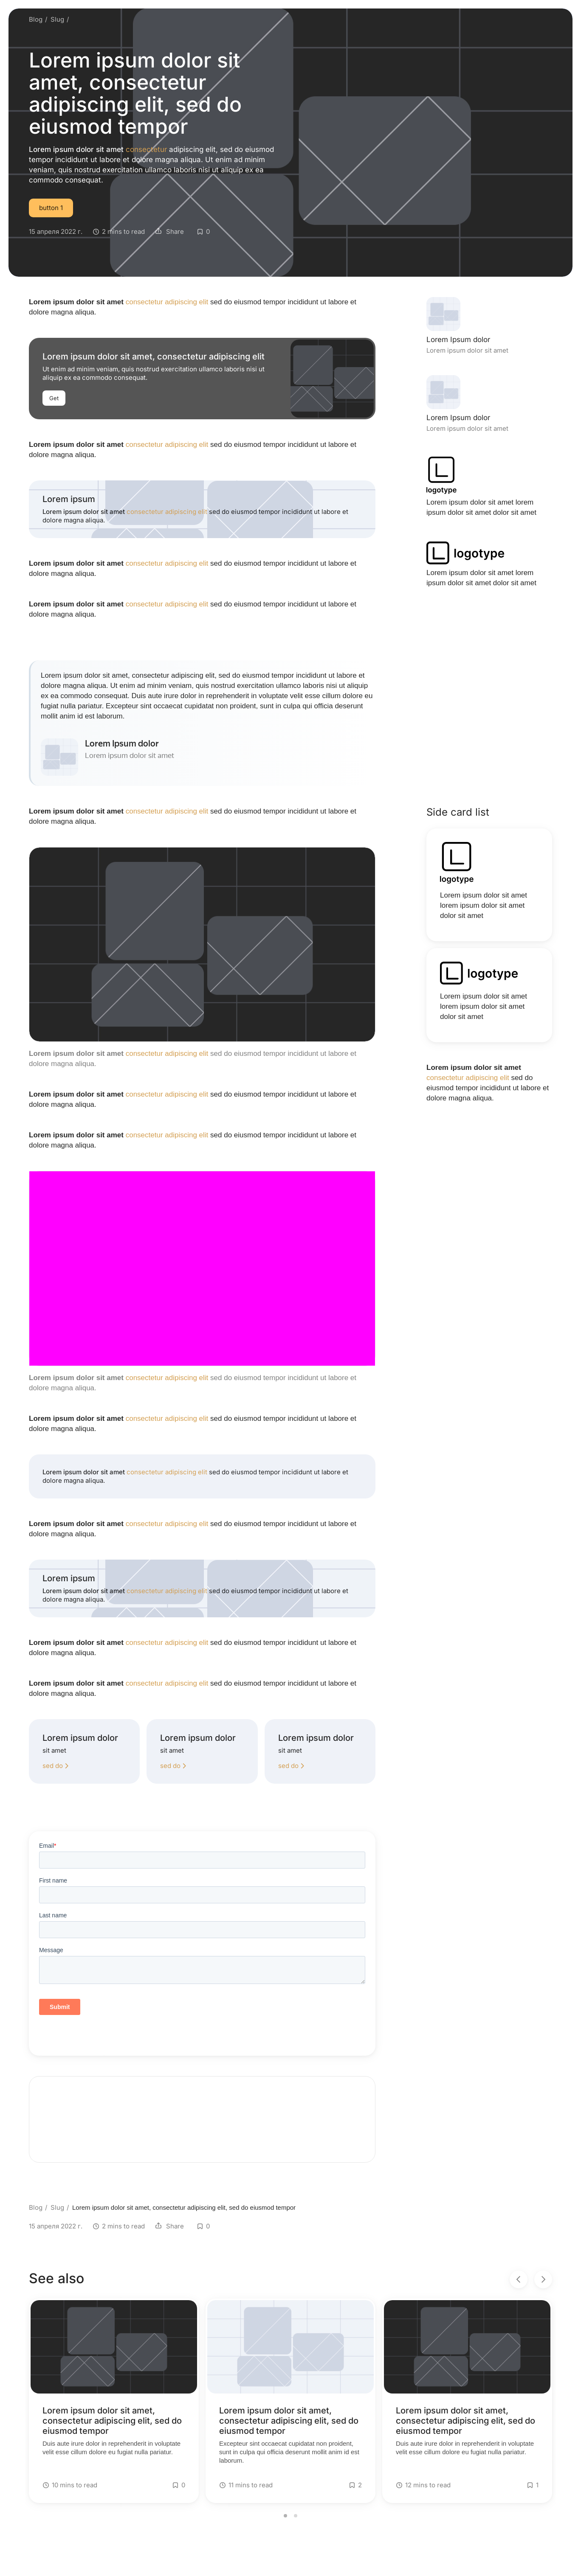 Blog / Slug /
Lorem ipsum dolor sit
amet, consectetur
adipiscing elit, sed do
eiusmod tempor
Lorem ipsum dolor sit amet consectetur adipiscing elit, sed do eiusmod
tempor incididunt ut labore et dolore magna aliqua. Ut enim ad minim
veniam, quis nostrud exercitation ullamco laboris nisi ut aliquip ex ea
commodo consequat.
button 1
15 апреля 2022 г. 2 mins to read Share 0
Lorem ipsum dolor sit amet consectetur adipiscing elit sed do eiusmod tempor incididunt ut labore et
dolore magna aliqua.
Lorem ipsum dolor sit amet, consectetur adipiscing elit
Ut enim ad minim veniam, quis nostrud exercitation ullamco laboris nisi ut
aliquip ex ea commodo consequat.
Get
Lorem ipsum dolor sit amet consectetur adipiscing elit sed do eiusmod tempor incididunt ut labore et
dolore magna aliqua.
Lorem ipsum
Lorem ipsum dolor sit amet consectetur adipiscing elit sed do eiusmod tempor incididunt ut labore et
dolore magna aliqua.
Lorem ipsum dolor sit amet consectetur adipiscing elit sed do eiusmod tempor incididunt ut labore et
dolore magna aliqua.
Lorem ipsum dolor sit amet consectetur adipiscing elit sed do eiusmod tempor incididunt ut labore et
dolore magna aliqua.
Lorem Ipsum dolor
Lorem ipsum dolor sit amet
Lorem Ipsum dolor
Lorem ipsum dolor sit amet
logotype
Lorem ipsum dolor sit amet lorem
ipsum dolor sit amet dolor sit amet
logotype
Lorem ipsum dolor sit amet lorem
ipsum dolor sit amet dolor sit amet
Lorem ipsum dolor sit amet, consectetur adipiscing elit, sed do eiusmod tempor incididunt ut labore et
dolore magna aliqua. Ut enim ad minim veniam, quis nostrud exercitation ullamco laboris nisi ut aliquip
ex ea commodo consequat. Duis aute irure dolor in reprehenderit in voluptate velit esse cillum dolore eu
fugiat nulla pariatur. Excepteur sint occaecat cupidatat non proident, sunt in culpa qui officia deserunt
mollit anim id est laborum.
Lorem Ipsum dolor
Lorem ipsum dolor sit amet
Lorem ipsum dolor sit amet consectetur adipiscing elit sed do eiusmod tempor incididunt ut labore et
dolore magna aliqua.
Lorem ipsum dolor sit amet consectetur adipiscing elit sed do eiusmod tempor incididunt ut labore et
dolore magna aliqua.
Lorem ipsum dolor sit amet consectetur adipiscing elit sed do eiusmod tempor incididunt ut labore et
dolore magna aliqua.
Lorem ipsum dolor sit amet consectetur adipiscing elit sed do eiusmod tempor incididunt ut labore et
dolore magna aliqua.
Side card list
logotype
Lorem ipsum dolor sit amet
lorem ipsum dolor sit amet
dolor sit amet
logotype
Lorem ipsum dolor sit amet
lorem ipsum dolor sit amet
dolor sit amet
Lorem ipsum dolor sit amet
consectetur adipiscing elit sed do
eiusmod tempor incididunt ut labore et
dolore magna aliqua.
Lorem ipsum dolor sit amet consectetur adipiscing elit sed do eiusmod tempor incididunt ut labore et
dolore magna aliqua.
Lorem ipsum dolor sit amet consectetur adipiscing elit sed do eiusmod tempor incididunt ut labore et
dolore magna aliqua.
Lorem ipsum dolor sit amet consectetur adipiscing elit sed do eiusmod tempor incididunt ut labore et
dolore magna aliqua.
Lorem ipsum dolor sit amet consectetur adipiscing elit sed do eiusmod tempor incididunt ut labore et
dolore magna aliqua.
Lorem ipsum
Lorem ipsum dolor sit amet consectetur adipiscing elit sed do eiusmod tempor incididunt ut labore et
dolore magna aliqua.
Lorem ipsum dolor sit amet consectetur adipiscing elit sed do eiusmod tempor incididunt ut labore et
dolore magna aliqua.
Lorem ipsum dolor sit amet consectetur adipiscing elit sed do eiusmod tempor incididunt ut labore et
dolore magna aliqua.
Lorem ipsum dolor
sit amet
sed do
Lorem ipsum dolor
sit amet
sed do
Lorem ipsum dolor
sit amet
sed do
Email*
First name
Last name
Message
Submit
Blog / Slug / Lorem ipsum dolor sit amet, consectetur adipiscing elit, sed do eiusmod tempor
15 апреля 2022 г. 2 mins to read Share 0
See also
Lorem ipsum dolor sit amet,
consectetur adipiscing elit, sed do
eiusmod tempor
Duis aute irure dolor in reprehenderit in voluptate
velit esse cillum dolore eu fugiat nulla pariatur.
10 mins to read 0
Lorem ipsum dolor sit amet,
consectetur adipiscing elit, sed do
eiusmod tempor
Excepteur sint occaecat cupidatat non proident,
sunt in culpa qui officia deserunt mollit anim id est
laborum.
11 mins to read 2
Lorem ipsum dolor sit amet,
consectetur adipiscing elit, sed do
eiusmod tempor
Duis aute irure dolor in reprehenderit in voluptate
velit esse cillum dolore eu fugiat nulla pariatur.
12 mins to read 1